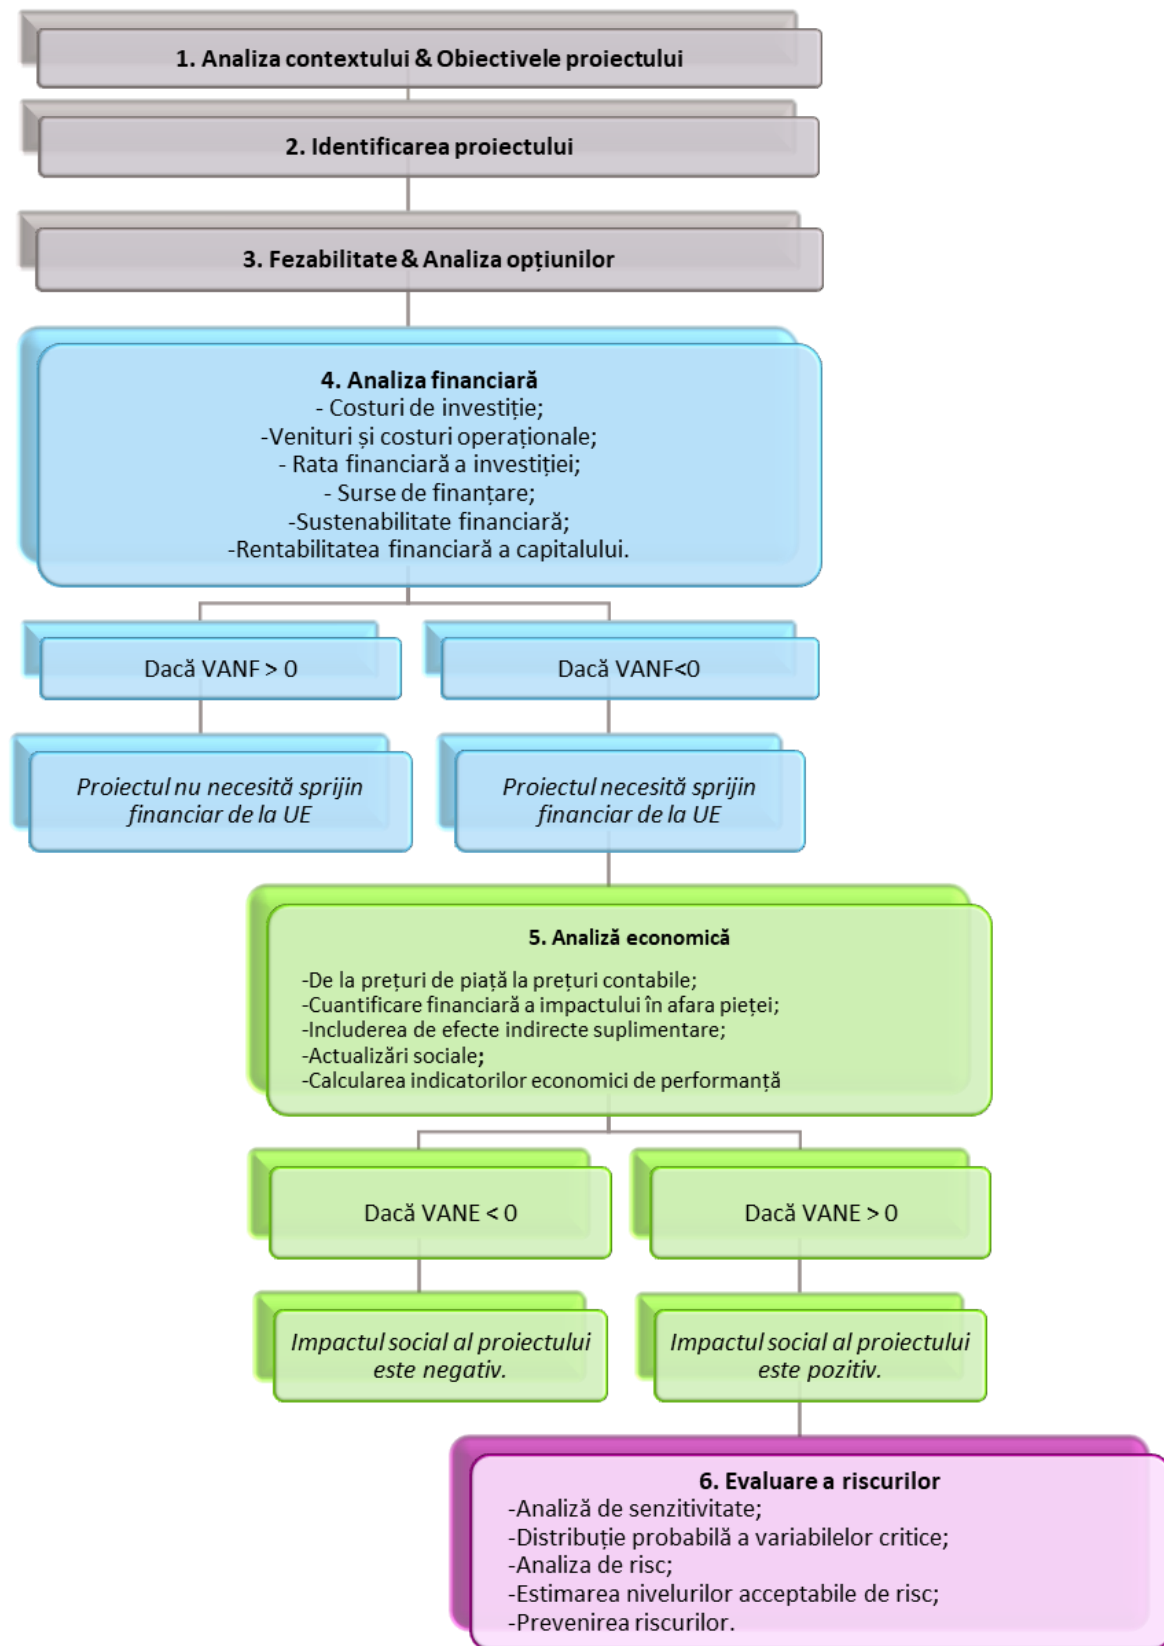 1. Analiza contextului & Obiectivele proiectului
2. Identificarea proiectului
3. Fezabilitate & Analiza opțiunilor
4. Analiza financiară
- Costuri de investiție;
-Venituri și costuri operaționale;
- Rata financiară a investiției;
- Surse de finanțare;
-Sustenabilitate financiară;
-Rentabilitatea financiară a capitalului.
Dacă VANF > 0
Dacă VANF<0
Proiectul nu necesită sprijin
financiar de la UE
Proiectul necesită sprijin
financiar de la UE
5. Analiză economică
-De la prețuri de piață la prețuri contabile;
-Cuantificare financiară a impactului în afara pieței;
-Includerea de efecte indirecte suplimentare;
-Actualizări sociale;
-Calcularea indicatorilor economici de performanță
Dacă VANE < 0
Dacă VANE > 0
Impactul social al proiectului
este negativ.
Impactul social al proiectului
este pozitiv.
6. Evaluare a riscurilor
-Analiză de senzitivitate;
-Distribuție probabilă a variabilelor critice;
-Analiza de risc;
-Estimarea nivelurilor acceptabile de risc;
-Prevenirea riscurilor.